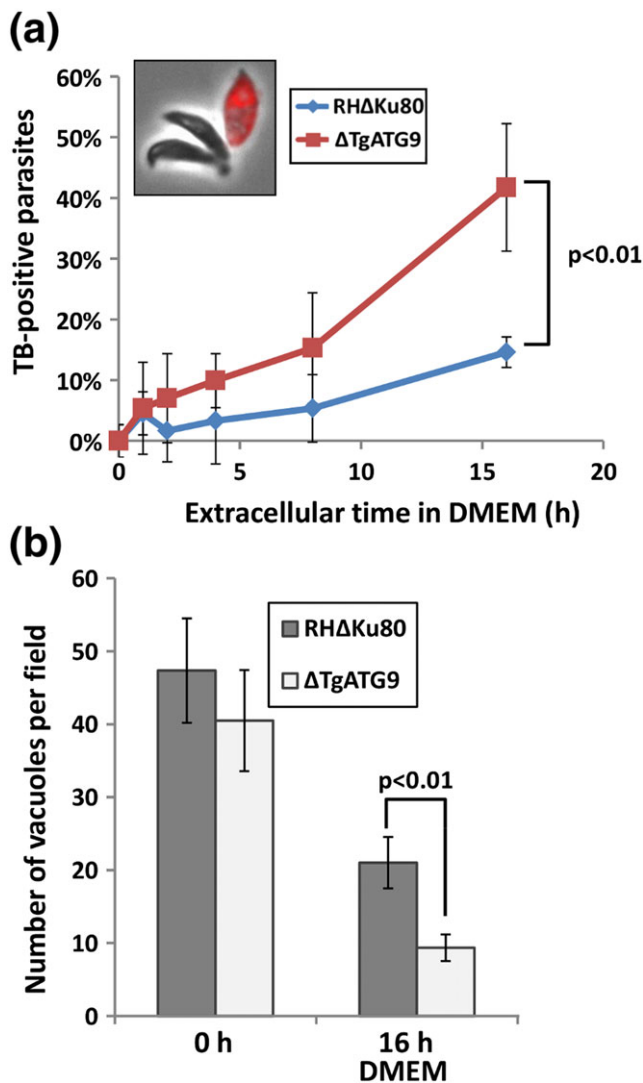 (a)
60%
50%
40%
30%
20%
10%
0%
TB-positive parasites
RHΔKu80
ΔTgATG9
p<0.01
0
5
10
15
20
Extracellular time in DMEM (h)
(b)
60
50
40
30
20
10
0
Number of vacuoles per field
RHΔKu80
ΔTgATG9
p<0.01
0 h
16 h
DMEM